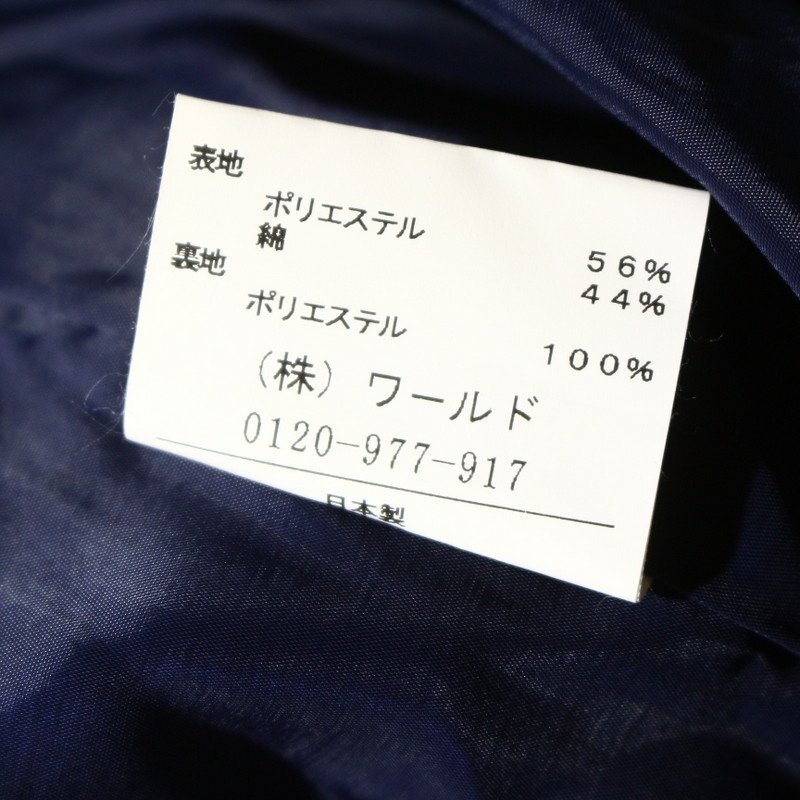 表地
ポリエステル 56%
綿 44%
裏地
ポリエステル 100%
(株) ワールド
0120-977-917
日本製